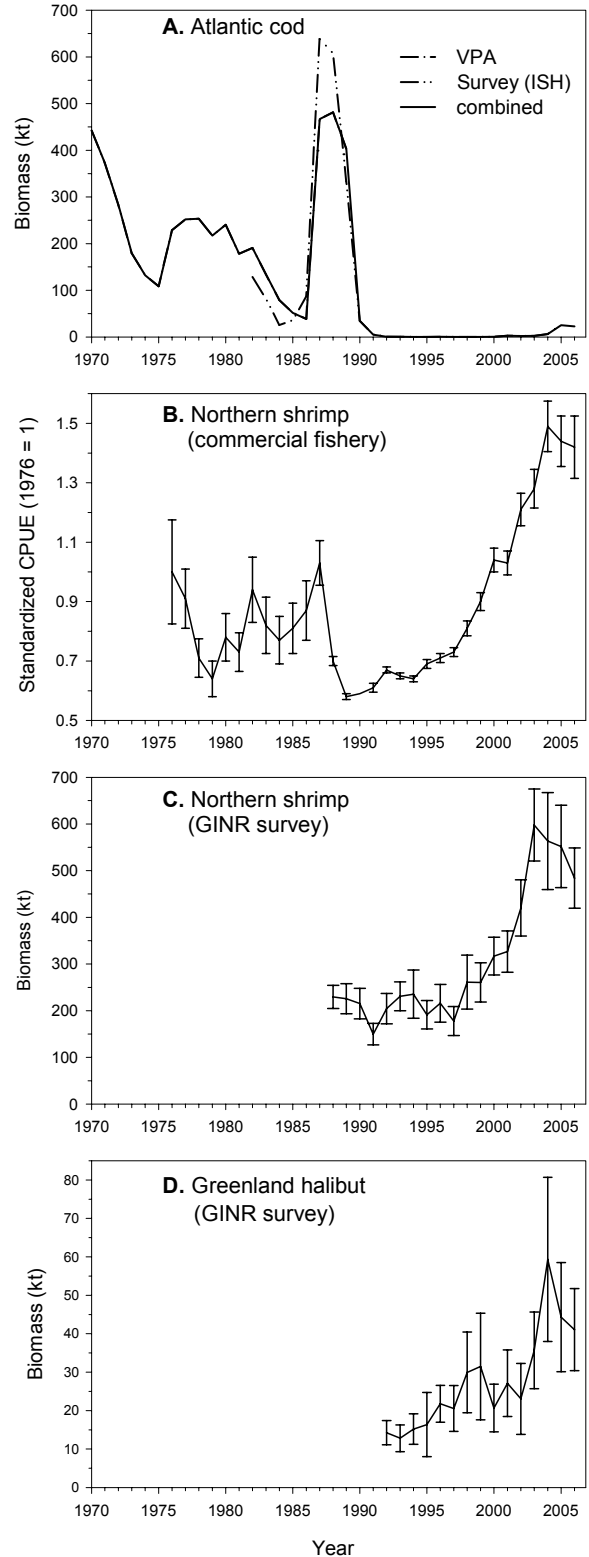 A. Atlantic cod
VPA
Survey (ISH)
combined
Biomass (kt)
700
600
500
400
300
200
100
0
1970 1975 1980 1985 1990 1995 2000 2005
B. Northern shrimp
(commercial fishery)
Standardized CPUE (1976 = 1)
1.5
1.3
1.1
0.9
0.7
0.5
1970 1975 1980 1985 1990 1995 2000 2005
C. Northern shrimp
(GINR survey)
Biomass (kt)
700
600
500
400
300
200
100
0
1970 1975 1980 1985 1990 1995 2000 2005
D. Greenland halibut
(GINR survey)
Biomass (kt)
80
70
60
50
40
30
20
10
0
1970 1975 1980 1985 1990 1995 2000 2005
Year